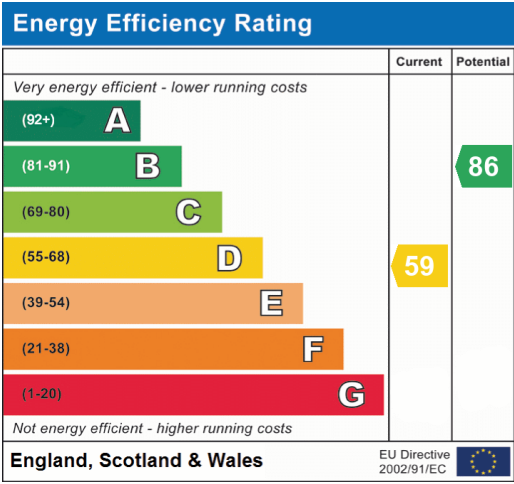 Energy Efficiency Rating
Current Potential
Very energy efficient - lower running costs
(92+) A
(81-91) B
86
(69-80) C
(55-68) D
59
(39-54) E
(21-38) F
(1-20) G
Not energy efficient - higher running costs
England, Scotland & Wales
EU Directive
2002/91/EC